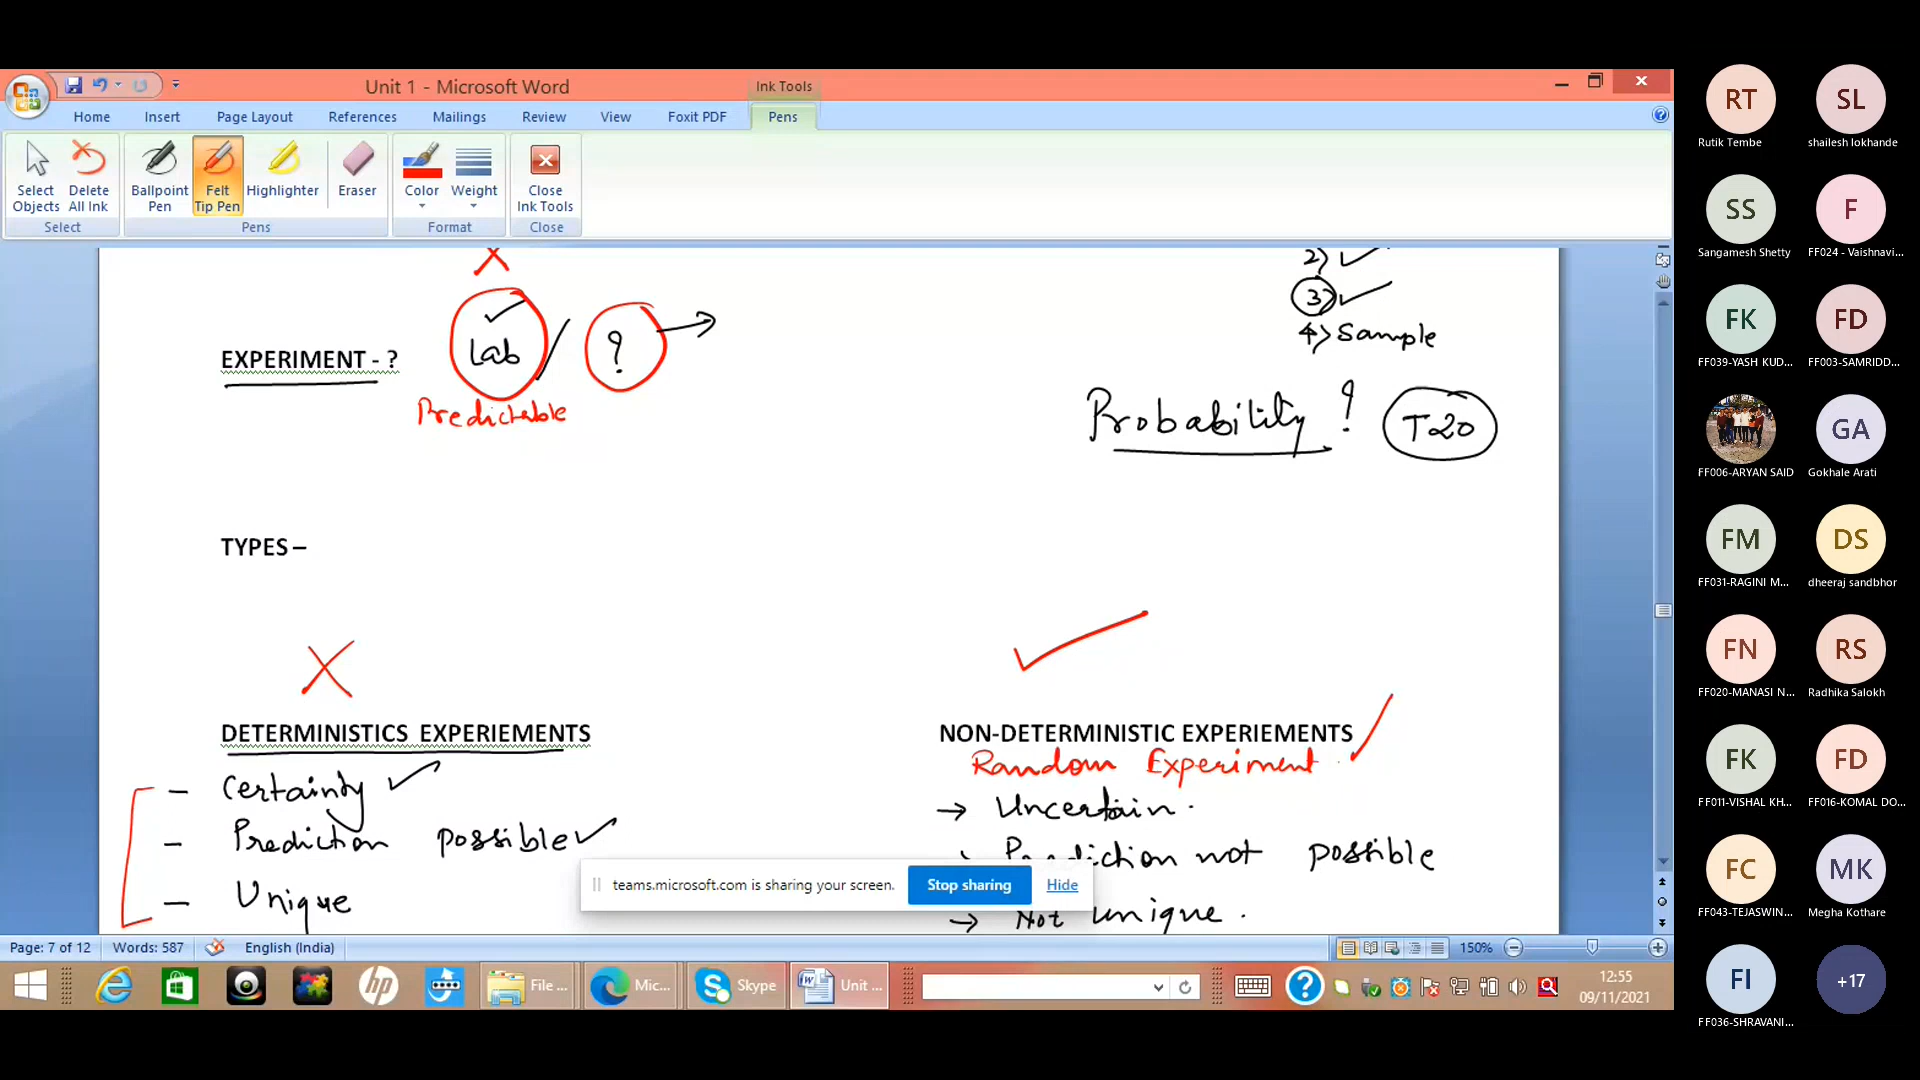 Unit 1 - Microsoft Word
Ink Tools
Home Insert Page Layout References Mailings Review View Foxit PDF Pens
Select Objects
Delete All Ink
Ballpoint Pen
Felt Tip Pen
Highlighter
Eraser
Color
Weight
Close Ink Tools
Select Pens Format Close
2)
3)
4) Sample
EXPERIMENT - ?
Lab / ?
Predictable
Probability ? T20
TYPES –
DETERMINISTICS EXPERIEMENTS
- Certainty
- Prediction possible
- Unique
NON-DETERMINISTIC EXPERIEMENTS
Random Experiment
→ Uncertain.
Prediction not possible
→ Not unique.
teams.microsoft.com is sharing your screen. Stop sharing Hide
Page: 7 of 12 Words: 587 English (India) 150%
hp File ... Mic... Skype Unit ...
12:55
09/11/2021
RT SL
Rutik Tembe shailesh lokhande
SS F
Sangamesh Shetty FF024 - Vaishnavi...
FK FD
FF039-YASH KUD... FF003-SAMRIDD...
GA
FF006-ARYAN SAID Gokhale Arati
FM DS
FF031-RAGINI M... dheeraj sandbhor
FN RS
FF020-MANASI N... Radhika Salokh
FK FD
FF011-VISHAL KH... FF016-KOMAL DO...
FC MK
FF043-TEJASWIN... Megha Kothare
FI +17
FF036-SHRAVANI...